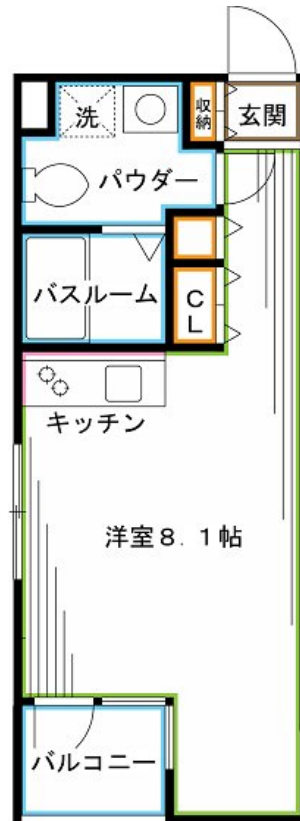 洗
収納
玄関
パウダー
バスルーム
CL
キッチン
洋室8.1帖
バルコニー